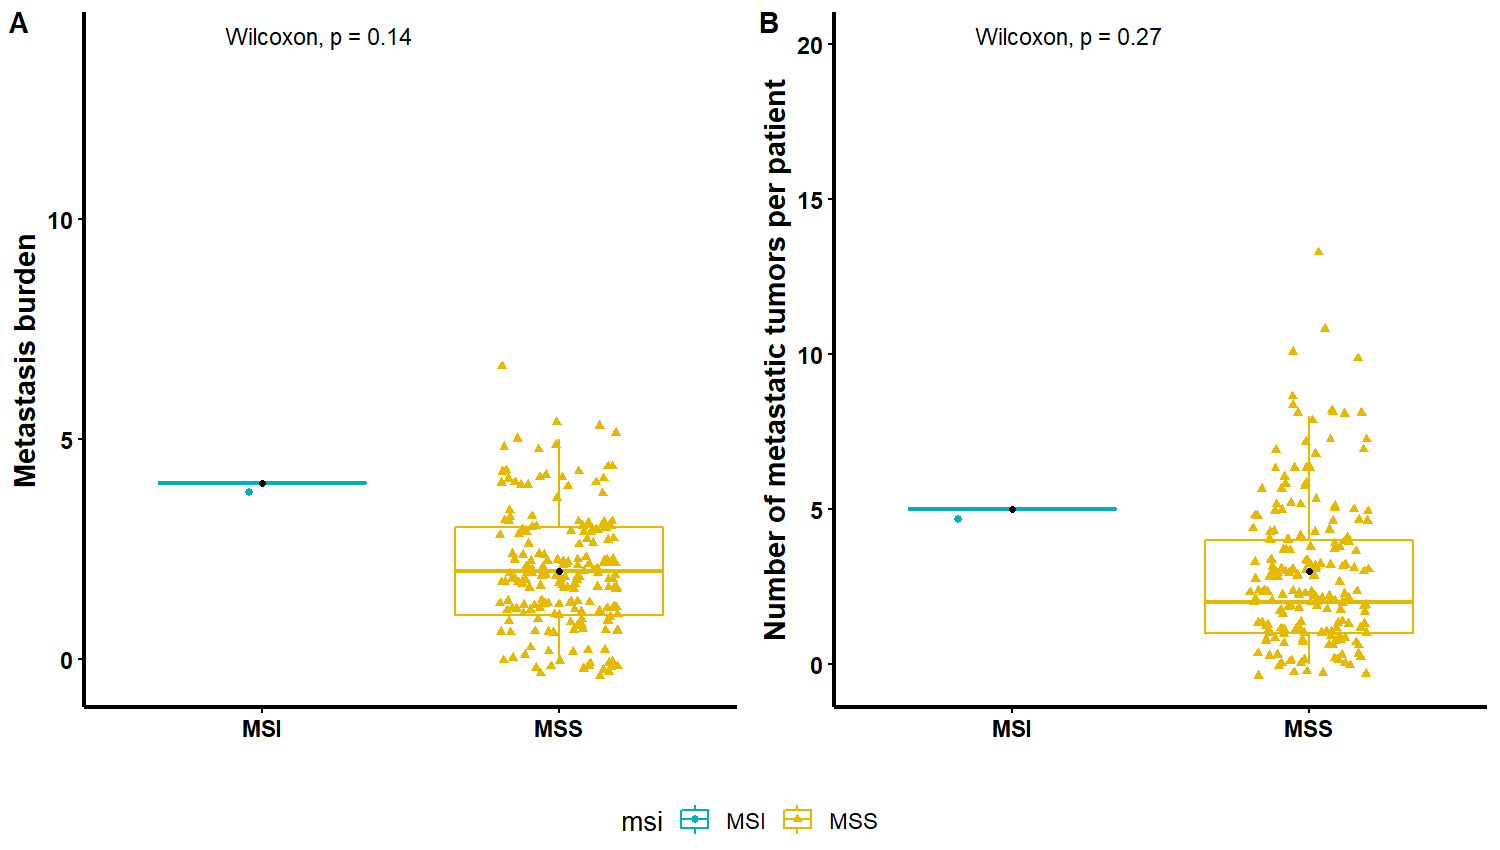 A
Wilcoxon, p = 0.14
Metastasis burden
10
5
0
MSI
MSS
B
Wilcoxon, p = 0.27
Number of metastatic tumors per patient
20
15
10
5
0
MSI
MSS
msi MSI MSS